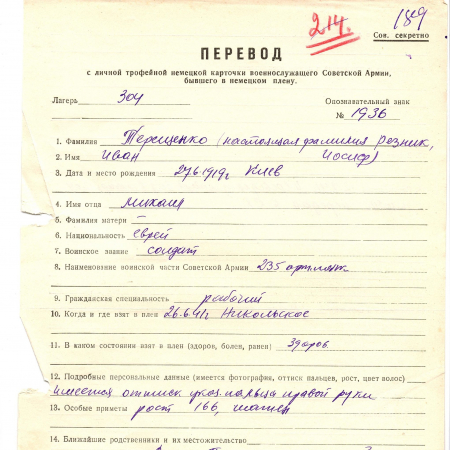 189
214.
Сов. секретно
ПЕРЕВОД
с личной трофейной немецкой карточки военнослужащего Советской Армии,
бывшего в немецком плену.
Лагерь 304 Опознавательный знак
№ 1936
1. Фамилия Терещенко (настоящая фамилия Резник,
2. Имя Иван Иосиф)
3. Дата и место рождения 27.6.1919г Киев
4. Имя отца Михаил
5. Фамилия матери —
6. Национальность еврей
7. Воинское звание солдат
8. Наименование воинской части Советской Армии 235 арт.полк
9. Гражданская специальность рабочий
10. Когда и где взят в плен 26.6.41г Никольское
11. В каком состоянии взят в плен (здоров, болен, ранен) здоров.
12. Подробные персональные данные (имеется фотография, оттиск пальцев, рост, цвет волос)
имеется оттиск указ. пальца правой руки
13. Особые приметы рост 166, шатен
14. Ближайшие родственники и их местожительство